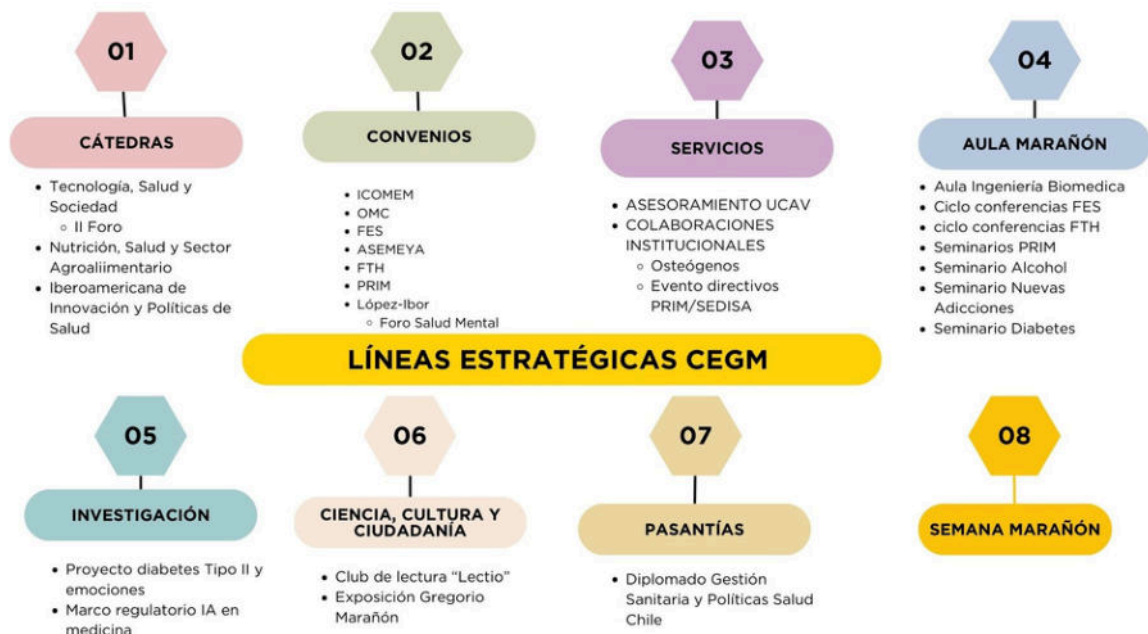 01
CÁTEDRAS
• Tecnología, Salud y
Sociedad
○ II Foro
• Nutrición, Salud y Sector
Agroaliimentario
• Iberoamericana de
Innovación y Políticas de
Salud
02
CONVENIOS
• ICOMEM
• OMC
• FES
• ASEMEYA
• FTH
• PRIM
• López-Ibor
○ Foro Salud Mental
03
SERVICIOS
• ASESORAMIENTO UCAV
• COLABORACIONES
INSTITUCIONALES
○ Osteógenos
○ Evento directivos
PRIM/SEDISA
04
AULA MARAÑÓN
• Aula Ingeniería Biomedica
• Ciclo conferencias FES
• ciclo conferencias FTH
• Seminarios PRIM
• Seminario Alcohol
• Seminario Nuevas
Adicciones
• Seminario Diabetes
LÍNEAS ESTRATÉGICAS CEGM
05
INVESTIGACIÓN
• Proyecto diabetes Tipo II y
emociones
• Marco regulatorio IA en
medicina
06
CIENCIA, CULTURA Y
CIUDADANÍA
• Club de lectura “Lectio”
• Exposición Gregorio
Marañón
07
PASANTÍAS
• Diplomado Gestión
Sanitaria y Políticas Salud
Chile
08
SEMANA MARAÑÓN